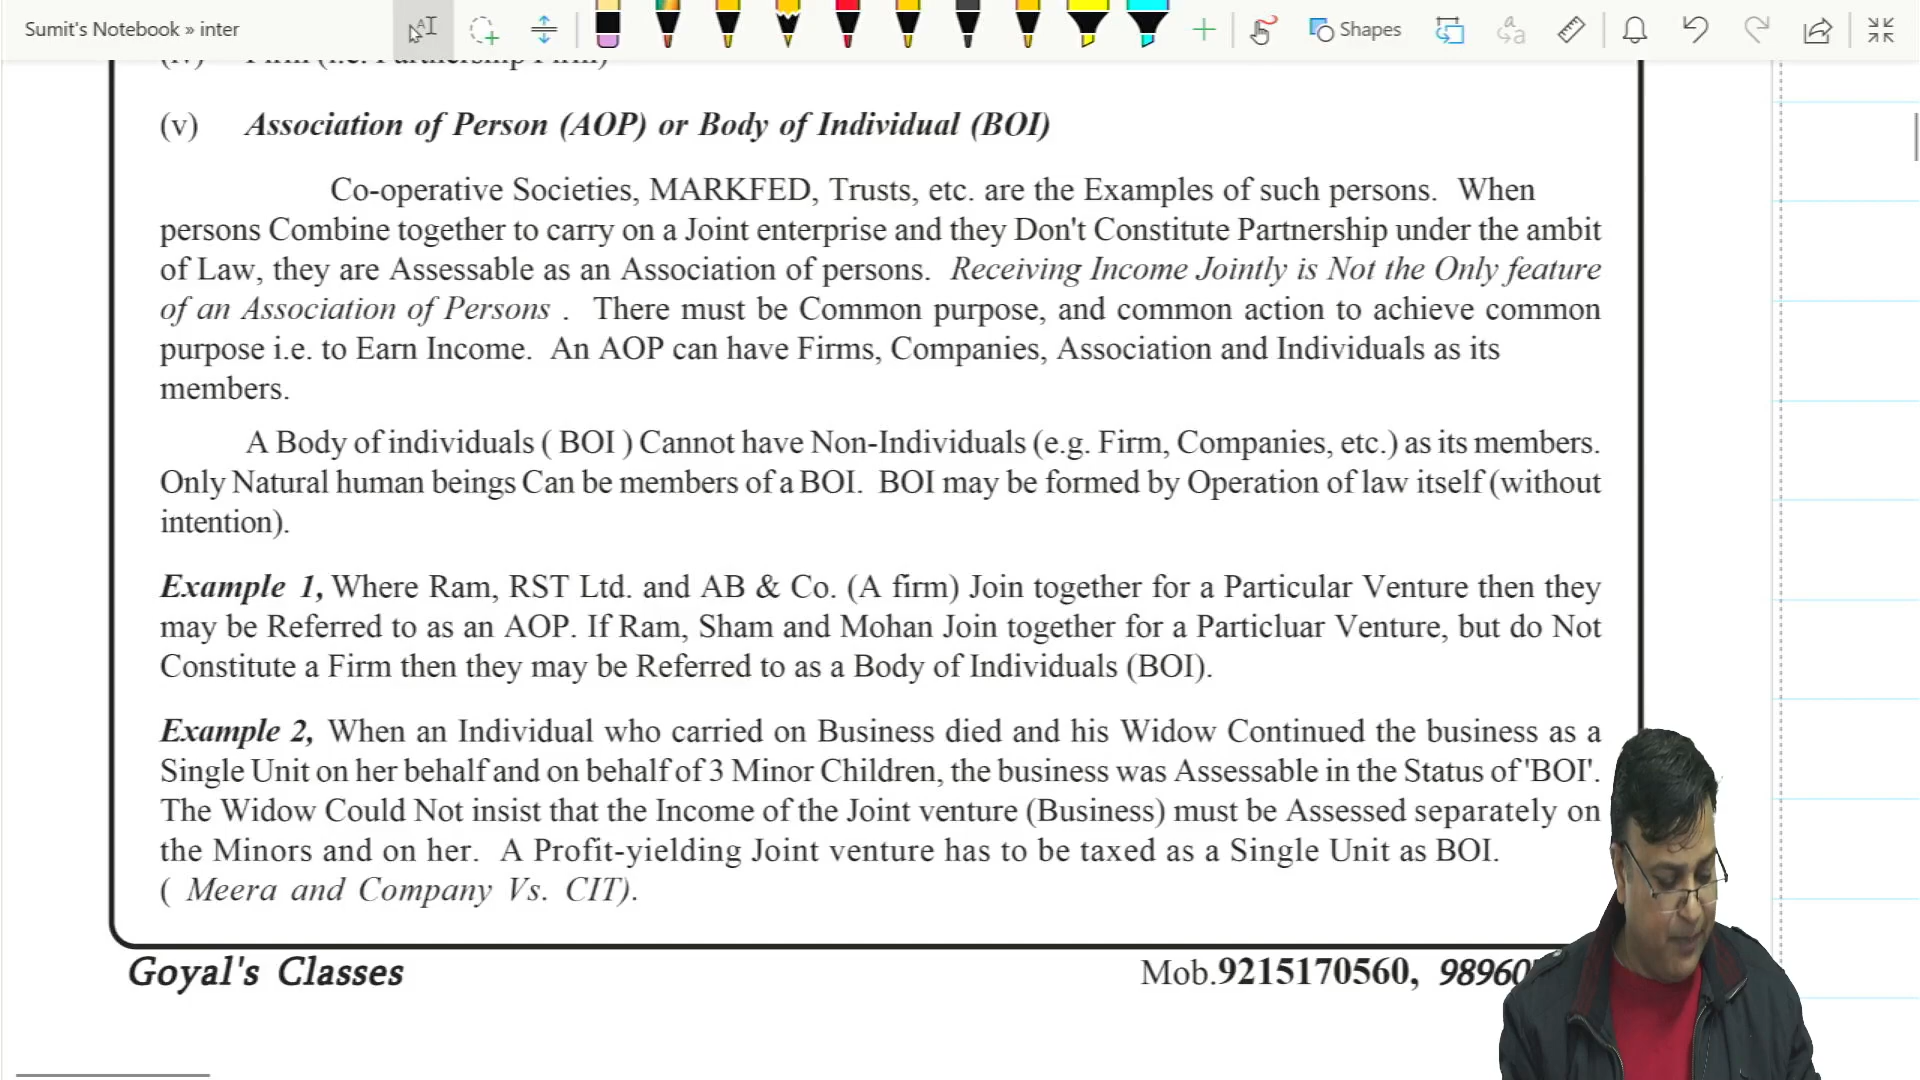 Sumit's Notebook » inter
Shapes
(v) Association of Person (AOP) or Body of Individual (BOI)
Co-operative Societies, MARKFED, Trusts, etc. are the Examples of such persons. When
persons Combine together to carry on a Joint enterprise and they Don't Constitute Partnership under the ambit
of Law, they are Assessable as an Association of persons. Receiving Income Jointly is Not the Only feature
of an Association of Persons . There must be Common purpose, and common action to achieve common
purpose i.e. to Earn Income. An AOP can have Firms, Companies, Association and Individuals as its
members.
A Body of individuals ( BOI ) Cannot have Non-Individuals (e.g. Firm, Companies, etc.) as its members.
Only Natural human beings Can be members of a BOI. BOI may be formed by Operation of law itself (without
intention).
Example 1, Where Ram, RST Ltd. and AB & Co. (A firm) Join together for a Particular Venture then they
may be Referred to as an AOP. If Ram, Sham and Mohan Join together for a Particluar Venture, but do Not
Constitute a Firm then they may be Referred to as a Body of Individuals (BOI).
Example 2, When an Individual who carried on Business died and his Widow Continued the business as a
Single Unit on her behalf and on behalf of 3 Minor Children, the business was Assessable in the Status of 'BOI'.
The Widow Could Not insist that the Income of the Joint venture (Business) must be Assessed separately on
the Minors and on her. A Profit-yielding Joint venture has to be taxed as a Single Unit as BOI.
( Meera and Company Vs. CIT).
Goyal's Classes
Mob.9215170560, 98960